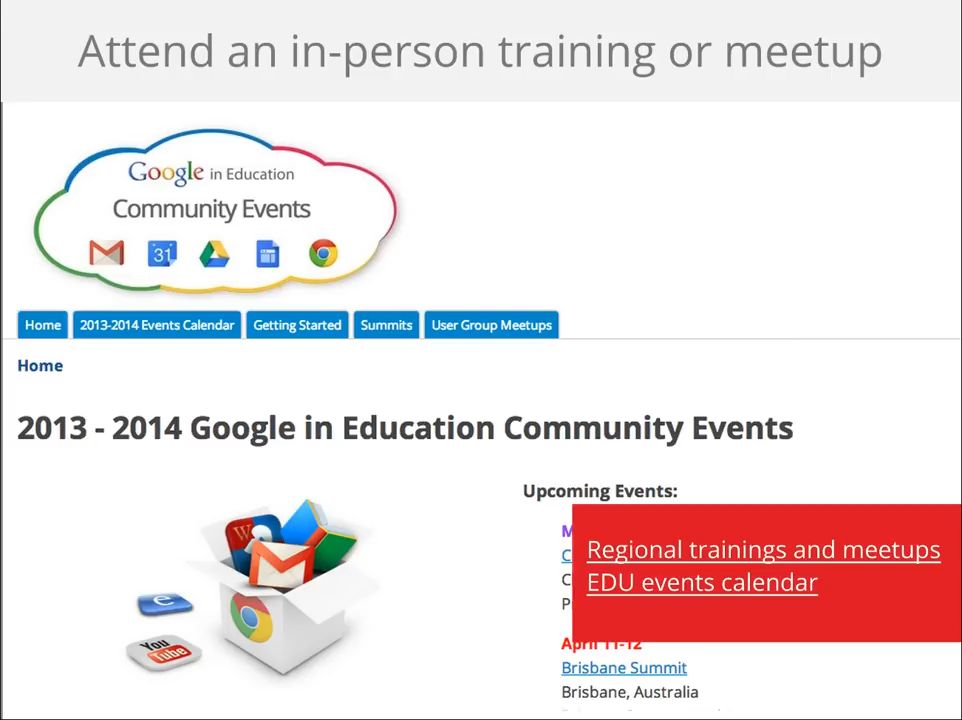 Attend an in-person training or meetup
Google in Education
Community Events
31
Home
2013-2014 Events Calendar
Getting Started
Summits
User Group Meetups
Home
2013 - 2014 Google in Education Community Events
Upcoming Events:
Regional trainings and meetups
EDU events calendar
April 11-12
Brisbane Summit
Brisbane, Australia
W
You
Tube